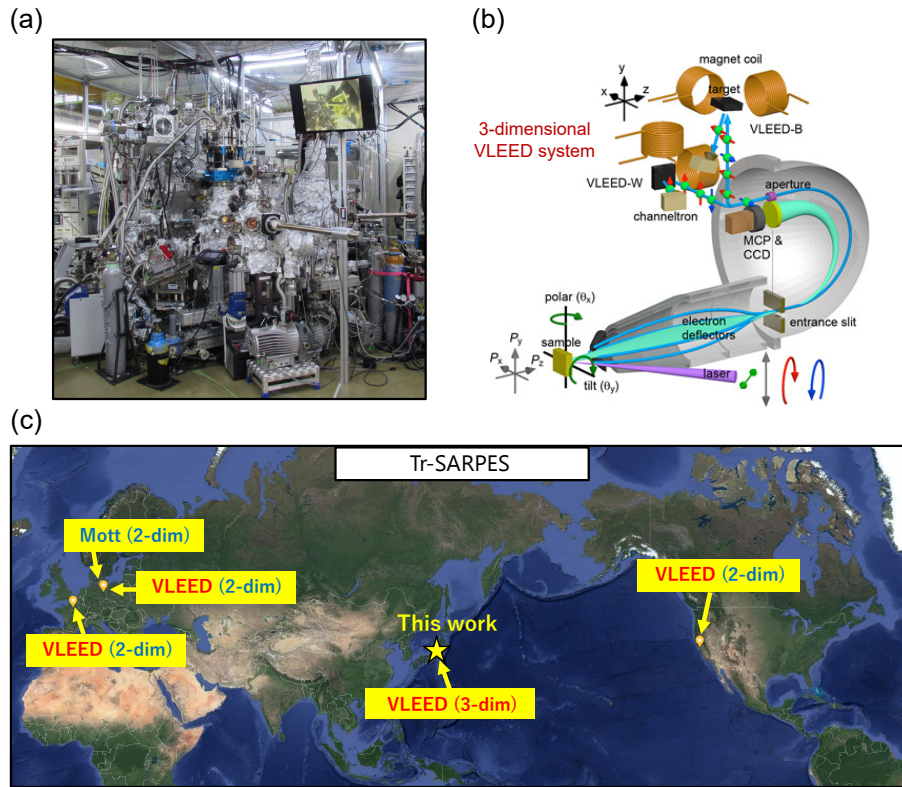 (a)
(b)
magnet coil
y
x
z
target
VLEED-B
3-dimensional
VLEED system
VLEED-W
aperture
channeltron
MCP &
CCD
polar (θx)
electron
deflectors
entrance slit
sample
Py
Px
Pz
laser
tilt (θy)
(c)
Tr-SARPES
Mott (2-dim)
VLEED (2-dim)
VLEED (2-dim)
VLEED (2-dim)
This work
VLEED (3-dim)